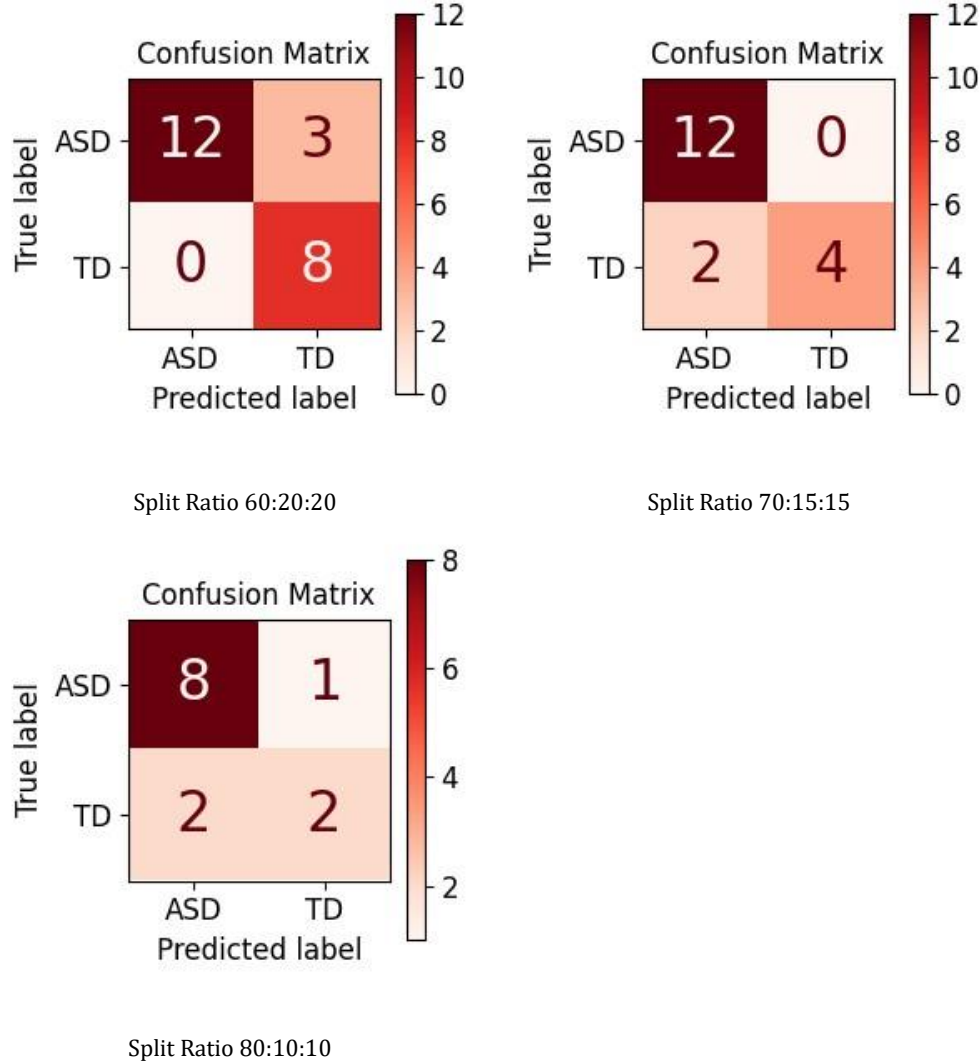 Confusion Matrix
True label
ASD
TD
12 3
0 8
ASD TD
Predicted label
12
10
8
6
4
2
0
Split Ratio 60:20:20
Confusion Matrix
True label
ASD
TD
12 0
2 4
ASD TD
Predicted label
12
10
8
6
4
2
0
Split Ratio 70:15:15
Confusion Matrix
True label
ASD
TD
8 1
2 2
ASD TD
Predicted label
8
6
4
2
Split Ratio 80:10:10